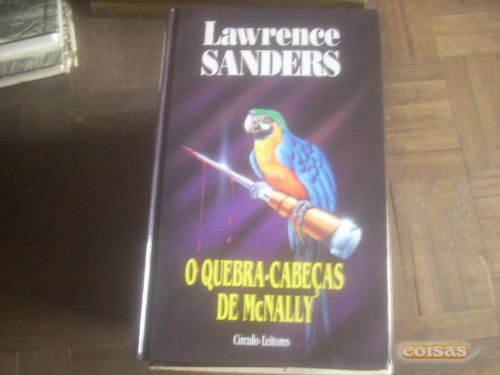 Lawrence
SANDERS
O QUEBRA-CABEÇAS
DE McNALLY
Círculo-Leitores
coisas